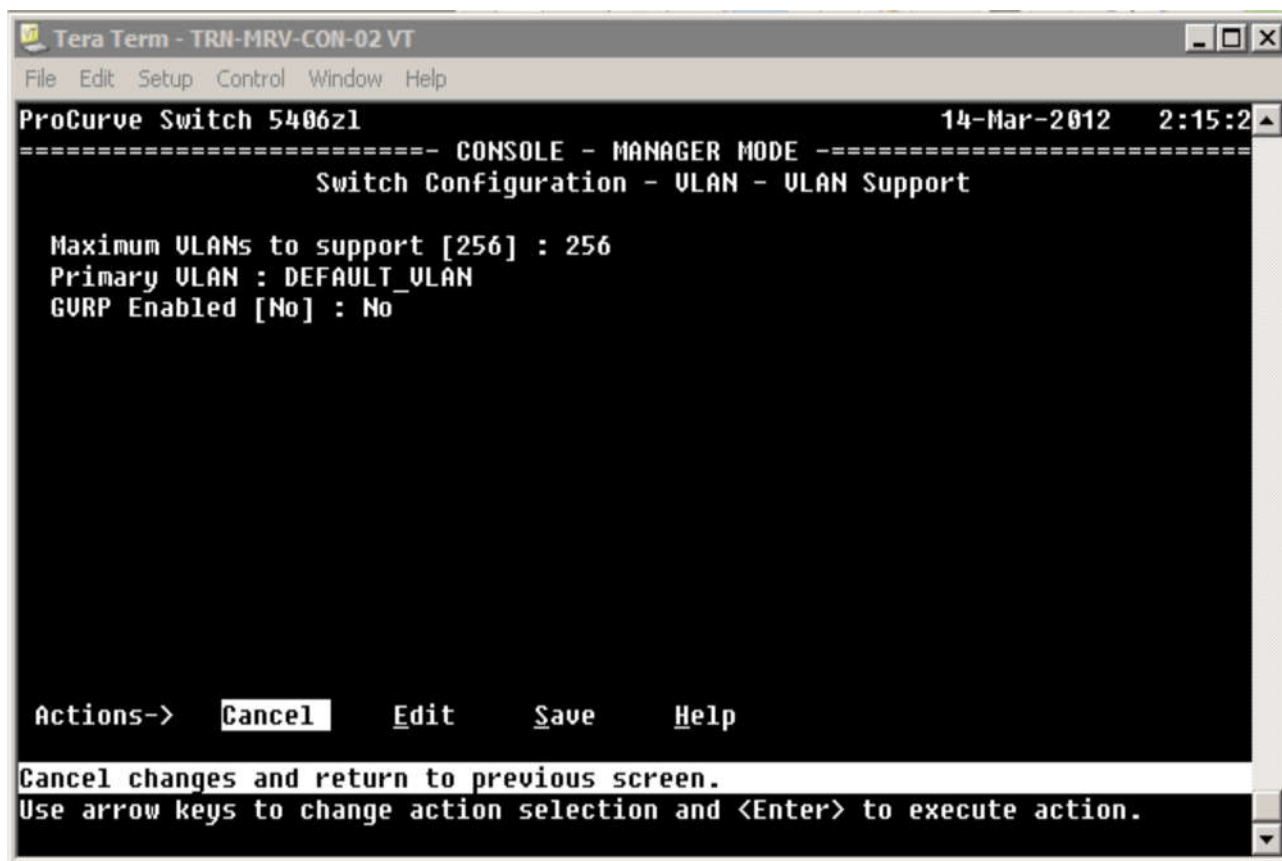 Tera Term - TRN-MRV-CON-02 VT
File Edit Setup Control Window Help
ProCurve Switch 5406zl 14-Mar-2012 2:15:2
==========================- CONSOLE - MANAGER MODE -===========================
Switch Configuration - VLAN - VLAN Support
Maximum VLANs to support [256] : 256
Primary VLAN : DEFAULT_VLAN
GVRP Enabled [No] : No
Actions-> Cancel Edit Save Help
Cancel changes and return to previous screen.
Use arrow keys to change action selection and <Enter> to execute action.